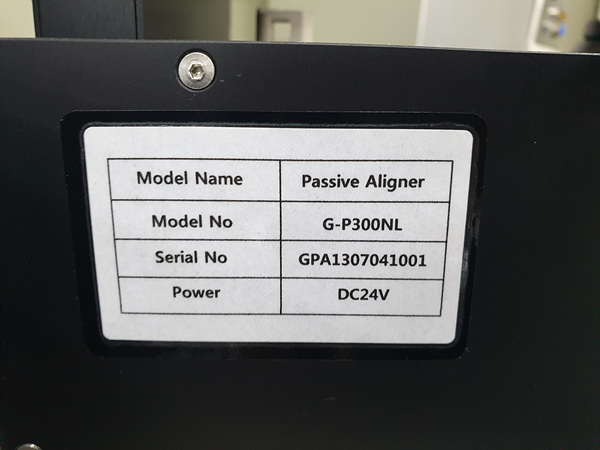 Model Name Passive Aligner
Model No G-P300NL
Serial No GPA1307041001
Power DC24V